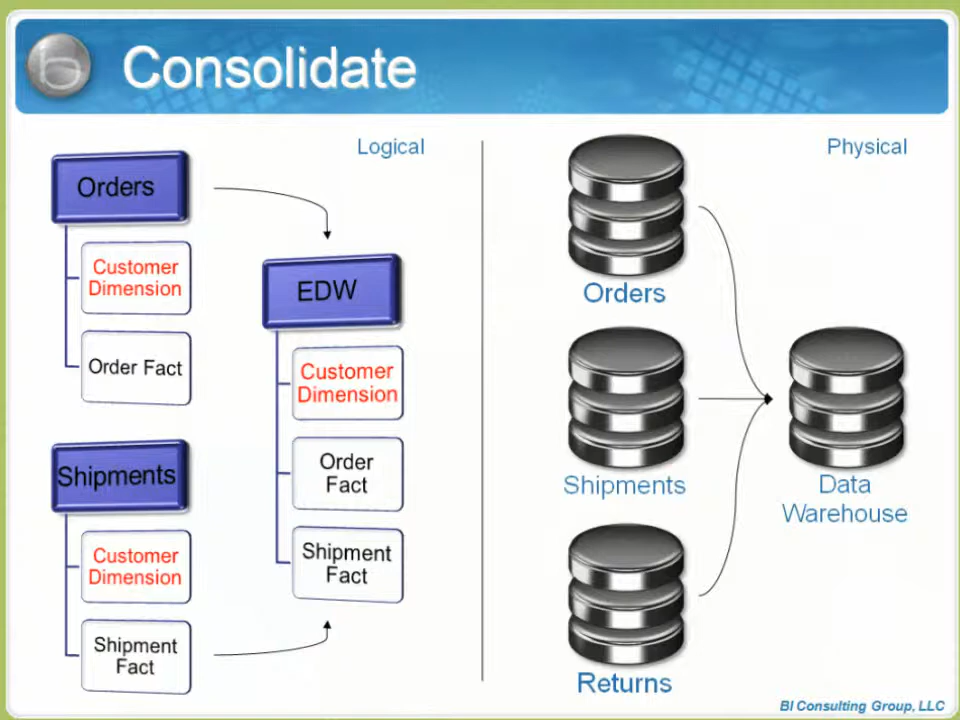 Consolidate
Logical
Orders
Customer
Dimension
Order Fact
Shipments
Customer
Dimension
Shipment
Fact
EDW
Customer
Dimension
Order
Fact
Shipment
Fact
Physical
Orders
Shipments
Returns
Data
Warehouse
BI Consulting Group, LLC